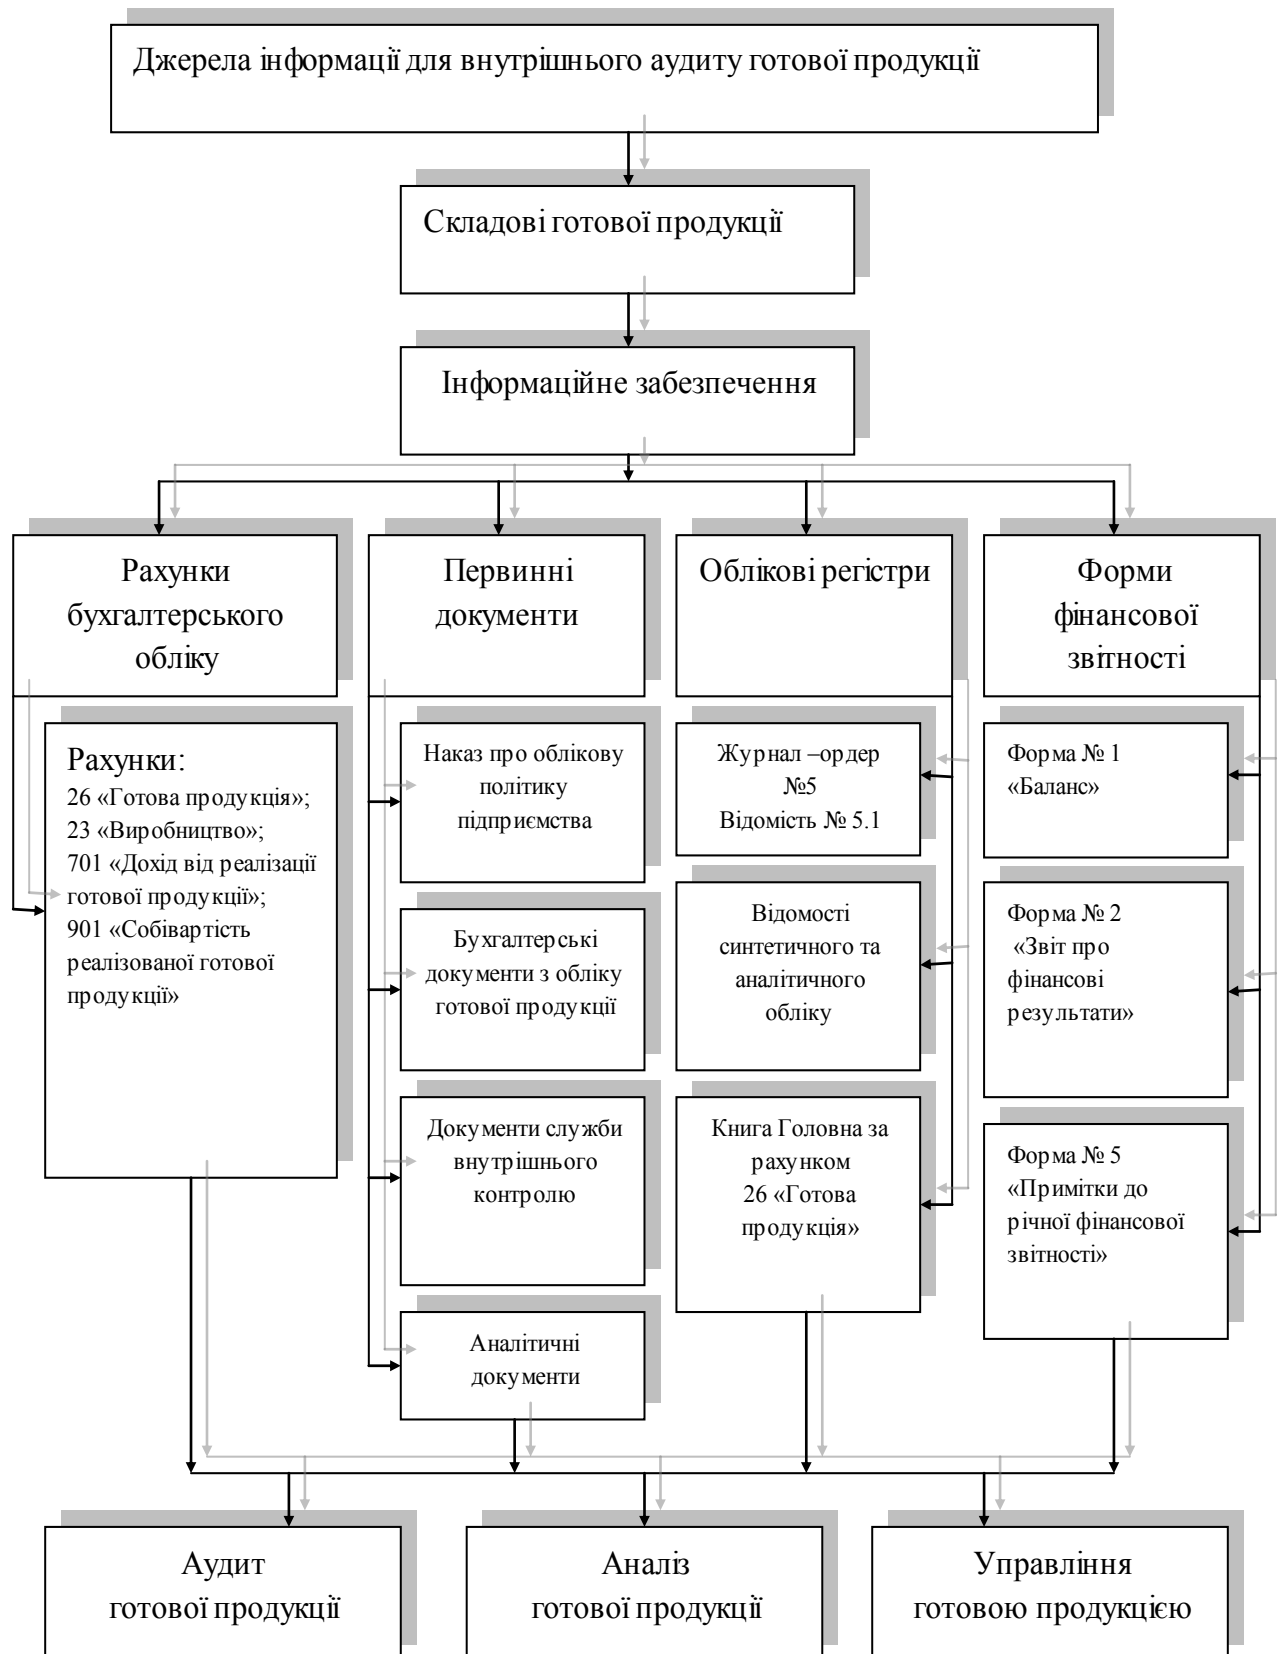 Джерела інформації для внутрішнього аудиту готової продукції
Складові готової продукції
Інформаційне забезпечення
Рахунки
бухгалтерського
обліку
Первинні
документи
Облікові регістри
Форми
фінансової
звітності
Рахунки:
26 «Готова продукція»;
23 «Виробництво»;
701 «Дохід від реалізації
готової продукції»;
901 «Собівартість
реалізованої готової
продукції»
Наказ про облікову
політику
підприємства
Бухгалтерські
документи з обліку
готової продукції
Документи служби
внутрішнього
контролю
Аналітичні
документи
Журнал –ордер
№5
Відомість № 5.1
Відомості
синтетичного та
аналітичного
обліку
Книга Головна за
рахунком
26 «Готова
продукція»
Форма № 1
«Баланс»
Форма № 2
«Звіт про
фінансові
результати»
Форма № 5
«Примітки до
річної фінансової
звітності»
Аудит
готової продукції
Аналіз
готової продукції
Управління
готовою продукцією